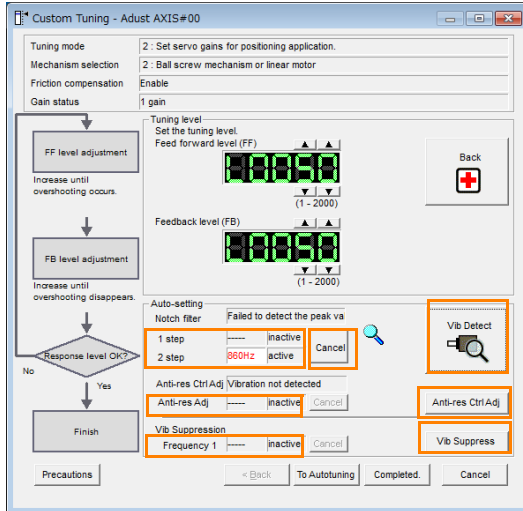 Custom Tuning - Adust AXIS#00
Tuning mode
2 : Set servo gains for positioning application.
Mechanism selection
2 : Ball screw mechanism or linear motor
Friction compensation
Enable
Gain status
1 gain
FF level adjustment
Increase until
overshooting occurs.
FB level adjustment
Increase until
overshooting disappears.
Response level OK?
No
Yes
Finish
Tuning level
Set the tuning level.
Feed forward level (FF)
L0050
(1 - 2000)
Feedback level (FB)
L0050
(1 - 2000)
Back
Auto-setting
Notch filter
Failed to detect the peak va
1 step
-----
inactive
2 step
860Hz
active
Cancel
Vib Detect
Anti-res Ctrl Adj
Vibration not detected
Anti-res Adj
-----
inactive
Cancel
Anti-res Ctrl Adj
Vib Suppression
Frequency 1
-----
inactive
Cancel
Vib Suppress
Precautions
< Back
To Autotuning
Completed.
Cancel